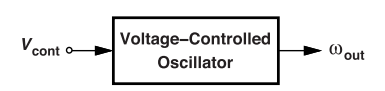 V_cont
Voltage–Controlled
Oscillator
ω_out